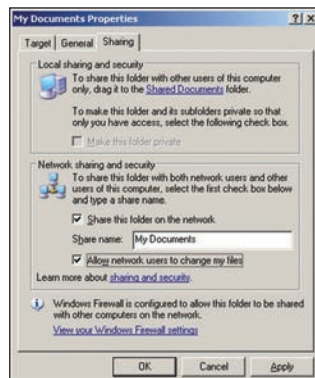 My Documents Properties
Target General Sharing
Local sharing and security
To share this folder with other users of this computer
only, drag it to the Shared Documents folder.
To make this folder and its subfolders private so that
only you have access, select the following check box.
Make this folder private
Network sharing and security
To share this folder with both network users and other
users of this computer, select the first check box below
and type a share name.
Share this folder on the network
Share name: My Documents
Allow network users to change my files
Learn more about sharing and security.
Windows Firewall is configured to allow this folder to be shared
with other computers on the network.
View your Windows Firewall settings
OK Cancel Apply